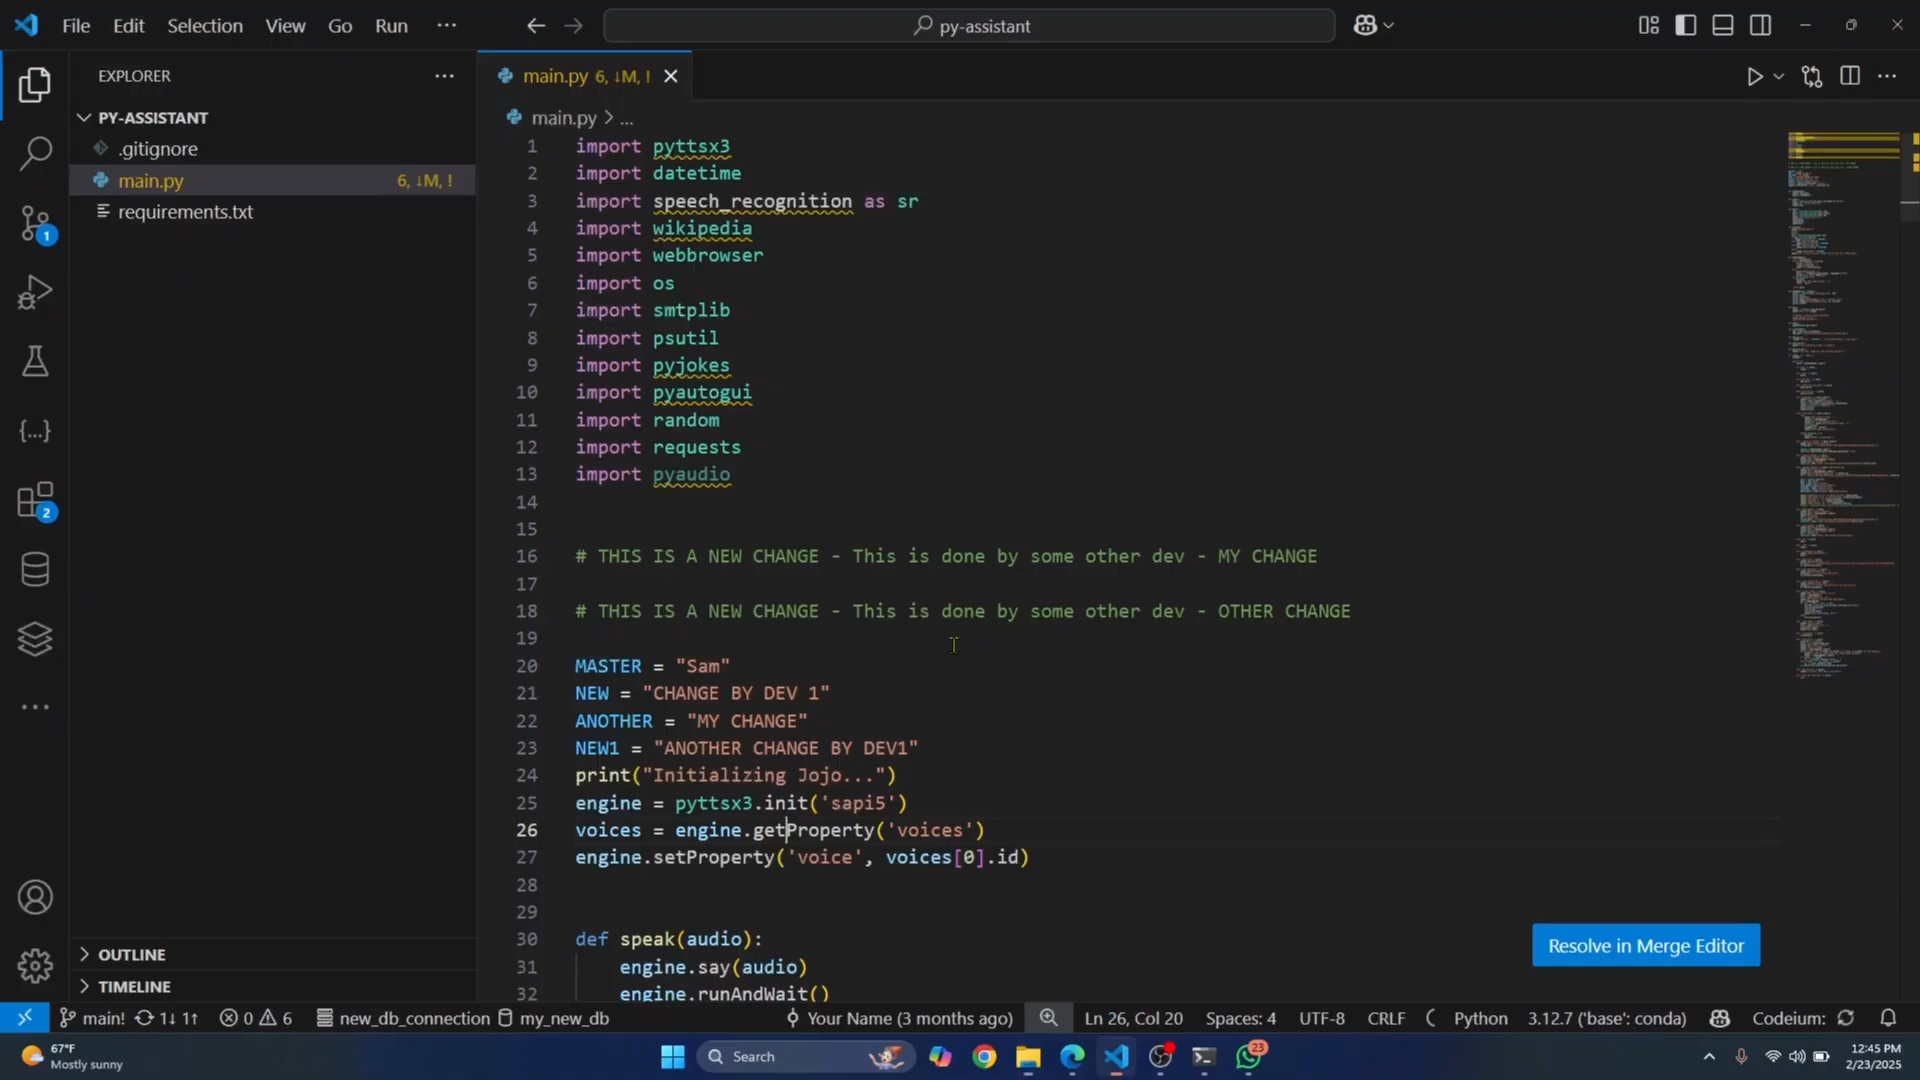 File Edit Selection View Go Run ··· py-assistant
EXPLORER ···
PY-ASSISTANT
.gitignore
main.py 6, ↓M, !
requirements.txt
OUTLINE
TIMELINE
1
2
main.py 6, ↓M, !
main.py > ...
1 import pyttsx3
2 import datetime
3 import speech_recognition as sr
4 import wikipedia
5 import webbrowser
6 import os
7 import smtplib
8 import psutil
9 import pyjokes
10 import pyautogui
11 import random
12 import requests
13 import pyaudio
14
15
16 # THIS IS A NEW CHANGE - This is done by some other dev - MY CHANGE
17
18 # THIS IS A NEW CHANGE - This is done by some other dev - OTHER CHANGE
19
20 MASTER = "Sam"
21 NEW = "CHANGE BY DEV 1"
22 ANOTHER = "MY CHANGE"
23 NEW1 = "ANOTHER CHANGE BY DEV1"
24 print("Initializing Jojo...")
25 engine = pyttsx3.init('sapi5')
26 voices = engine.getProperty('voices')
27 engine.setProperty('voice', voices[0].id)
28
29
30 def speak(audio):
31 engine.say(audio)
32 engine.runAndWait()
Resolve in Merge Editor
main! 1↓ 1↑ 0 6 new_db_connection my_new_db Your Name (3 months ago) Ln 26, Col 20 Spaces: 4 UTF-8 CRLF Python 3.12.7 ('base': conda) Codeium:
67°F
Mostly sunny
Search
23
12:45 PM
2/23/2025